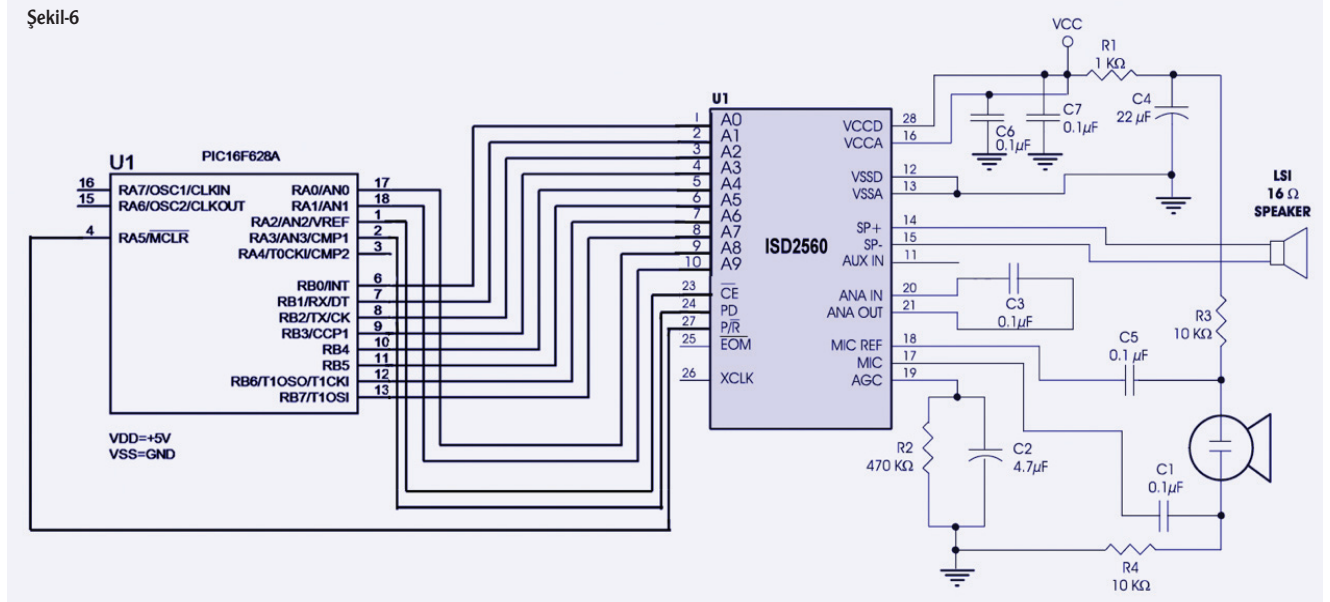 Şekil-6
U1
PIC16F628A
16 RA7/OSC1/CLKIN
15 RA6/OSC2/CLKOUT
4 RA5/MCLR
RA0/AN0 17
RA1/AN1 18
RA2/AN2/VREF 1
RA3/AN3/CMP1 2
RA4/T0CKI/CMP2 3
RB0/INT 6
RB1/RX/DT 7
RB2/TX/CK 8
RB3/CCP1 9
RB4 10
RB5 11
RB6/T1OSO/T1CKI 12
RB7/T1OSI 13
VDD=+5V
VSS=GND
U1
ISD2560
1 A0
2 A1
3 A2
4 A3
5 A4
6 A5
7 A6
8 A7
9 A8
10 A9
23 CE
24 PD
27 P/R
25 EOM
26 XCLK
VCCD 28
VCCA 16
VSSD 12
VSSA 13
SP+ 14
SP- 15
AUX IN 11
ANA IN 20
ANA OUT 21
MIC REF 18
MIC 17
AGC 19
VCC
R1
1 KΩ
C6
0.1µF
C7
0.1µF
C4
22 µF
LSI
16 Ω
SPEAKER
C3
0.1µF
R3
10 KΩ
C5
0.1 µF
R2
470 KΩ
C2
4.7µF
C1
0.1µF
R4
10 KΩ